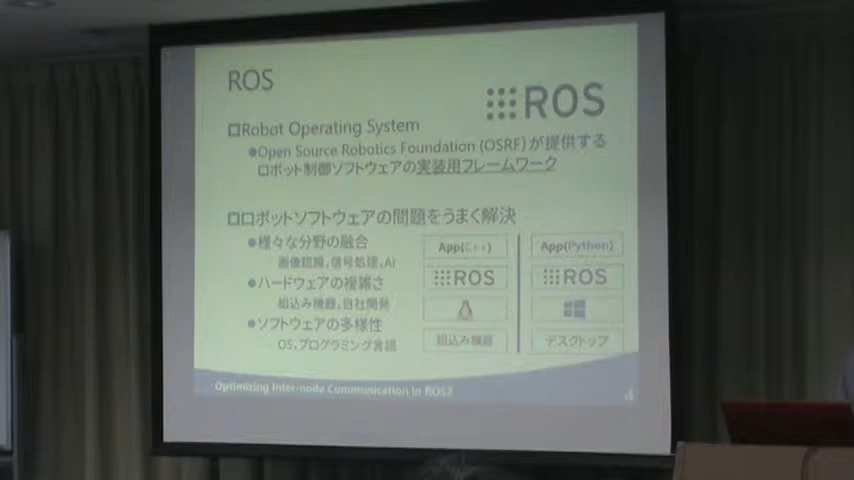 ROS
ROS
□Robot Operating System
●Open Source Robotics Foundation (OSRF)が提供する
ロボット制御ソフトウェアの実装用フレームワーク
□ロボットソフトウェアの問題をうまく解決
●様々な分野の融合
画像認識，信号処理，AI
●ハードウェアの複雑さ
組込み機器，自社開発
●ソフトウェアの多様性
OS，プログラミング言語
App(C++)
ROS
組込み機器
App(Python)
ROS
デスクトップ
Optimizing Inter-node Communication in ROS2
4